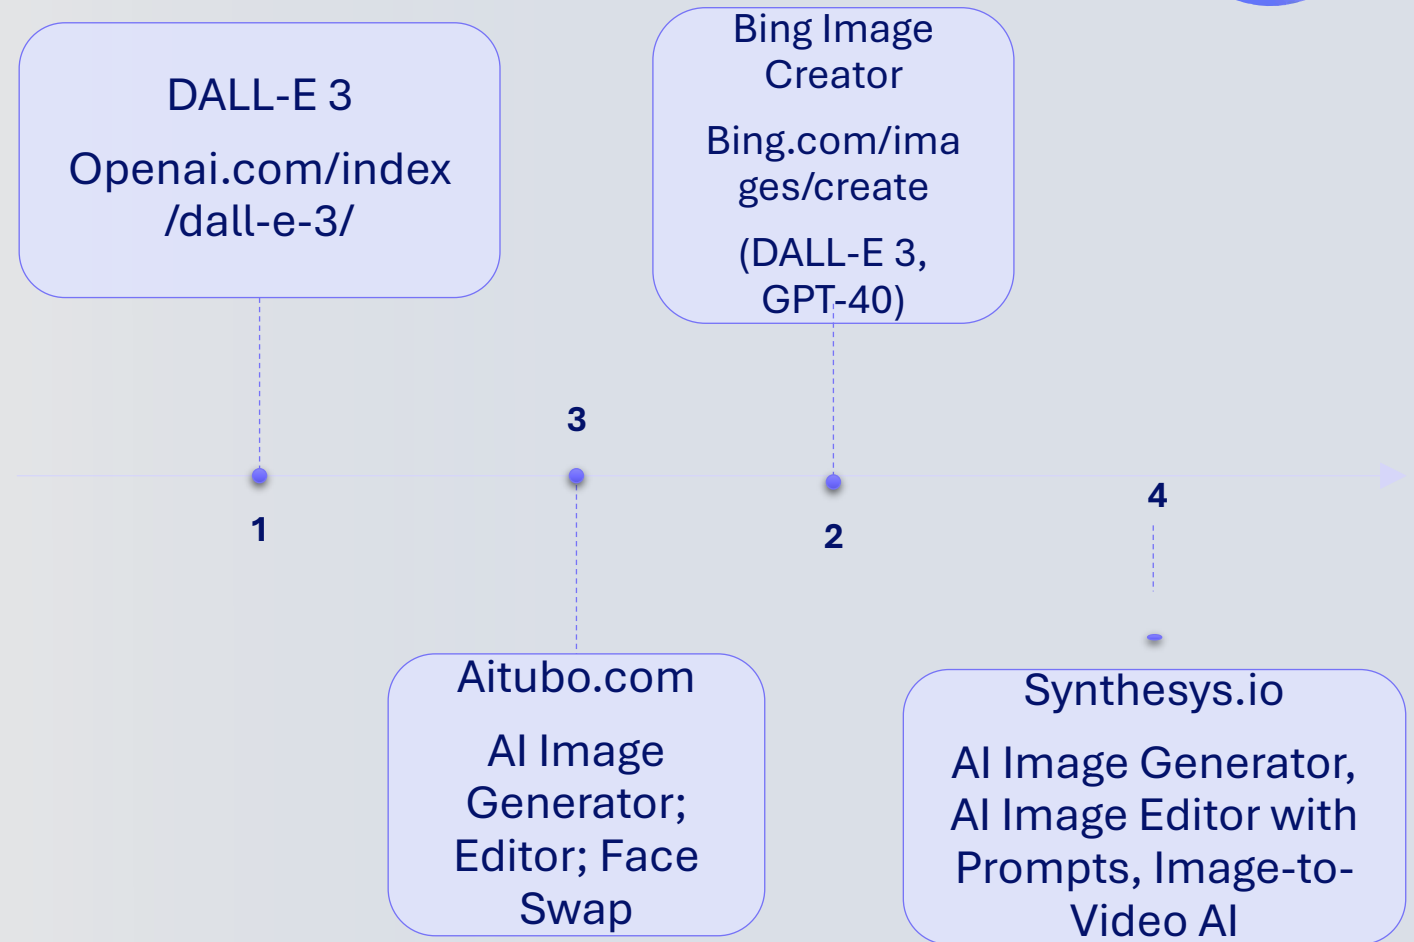 DALL-E 3
Openai.com/index
/dall-e-3/
1
Bing Image
Creator
Bing.com/ima
ges/create
(DALL-E 3,
GPT-40)
2
3
Aitubo.com
AI Image
Generator;
Editor; Face
Swap
4
Synthesys.io
AI Image Generator,
AI Image Editor with
Prompts, Image-to-
Video AI